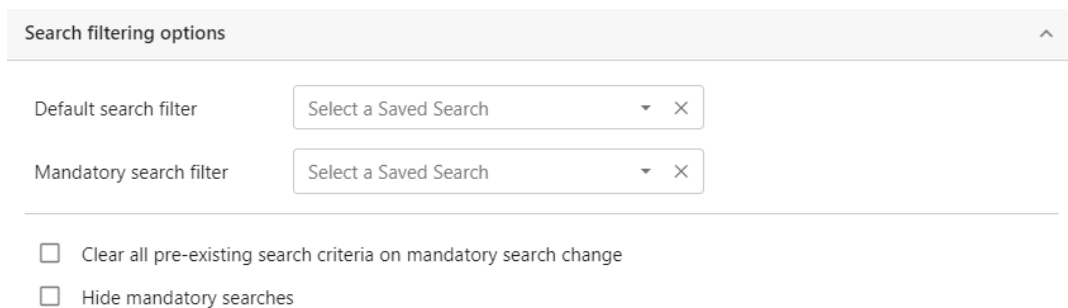 Search filtering options
Default search filter Select a Saved Search
Mandatory search filter Select a Saved Search
Clear all pre-existing search criteria on mandatory search change
Hide mandatory searches